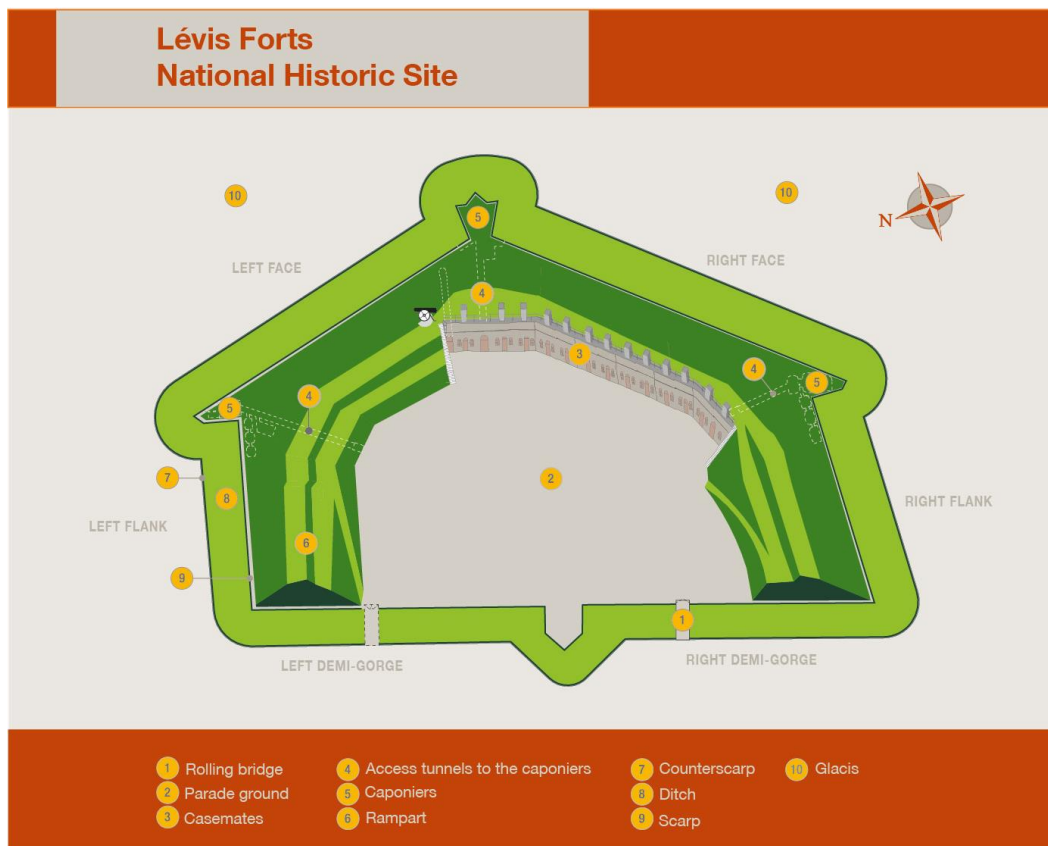 Lévis Forts
National Historic Site
10
10
N
5
LEFT FACE
RIGHT FACE
4
3
4
5
5
4
7
8
2
LEFT FLANK
RIGHT FLANK
6
9
1
LEFT DEMI-GORGE
RIGHT DEMI-GORGE
1 Rolling bridge
2 Parade ground
3 Casemates
4 Access tunnels to the caponiers
5 Caponiers
6 Rampart
7 Counterscarp
8 Ditch
9 Scarp
10 Glacis